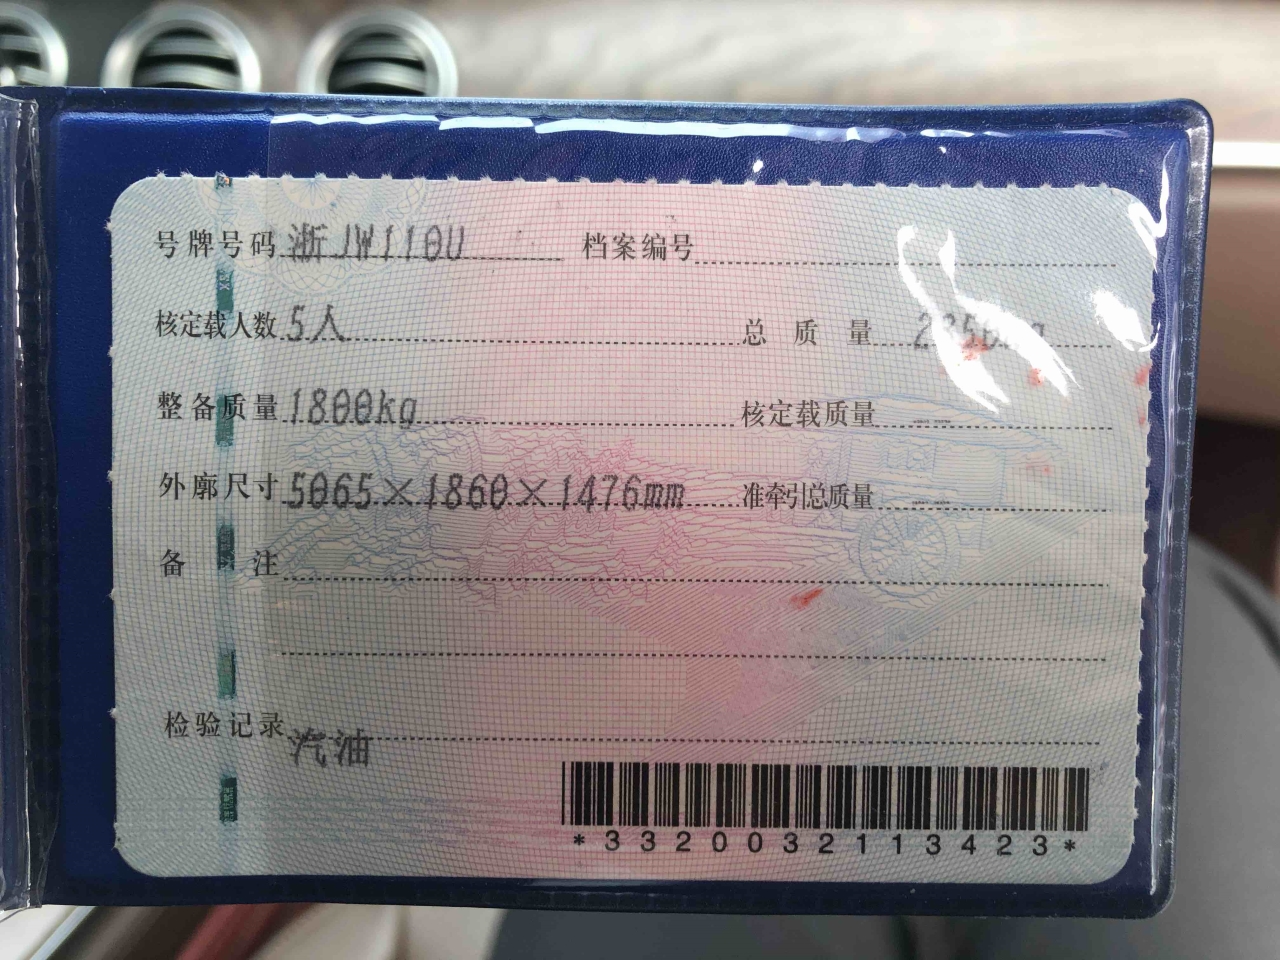 号牌号码 浙JW110U 档案编号
核定载人数 5人 总质量
整备质量 1800kg 核定载质量
外廓尺寸 5065×1860×1476mm 准牵引总质量
备注
检验记录
汽油
*3320032113423*